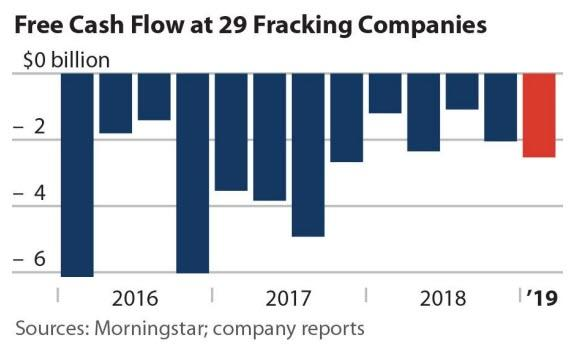 Free Cash Flow at 29 Fracking Companies
$0 billion
– 2
– 4
– 6
2016 2017 2018 ’19
Sources: Morningstar; company reports